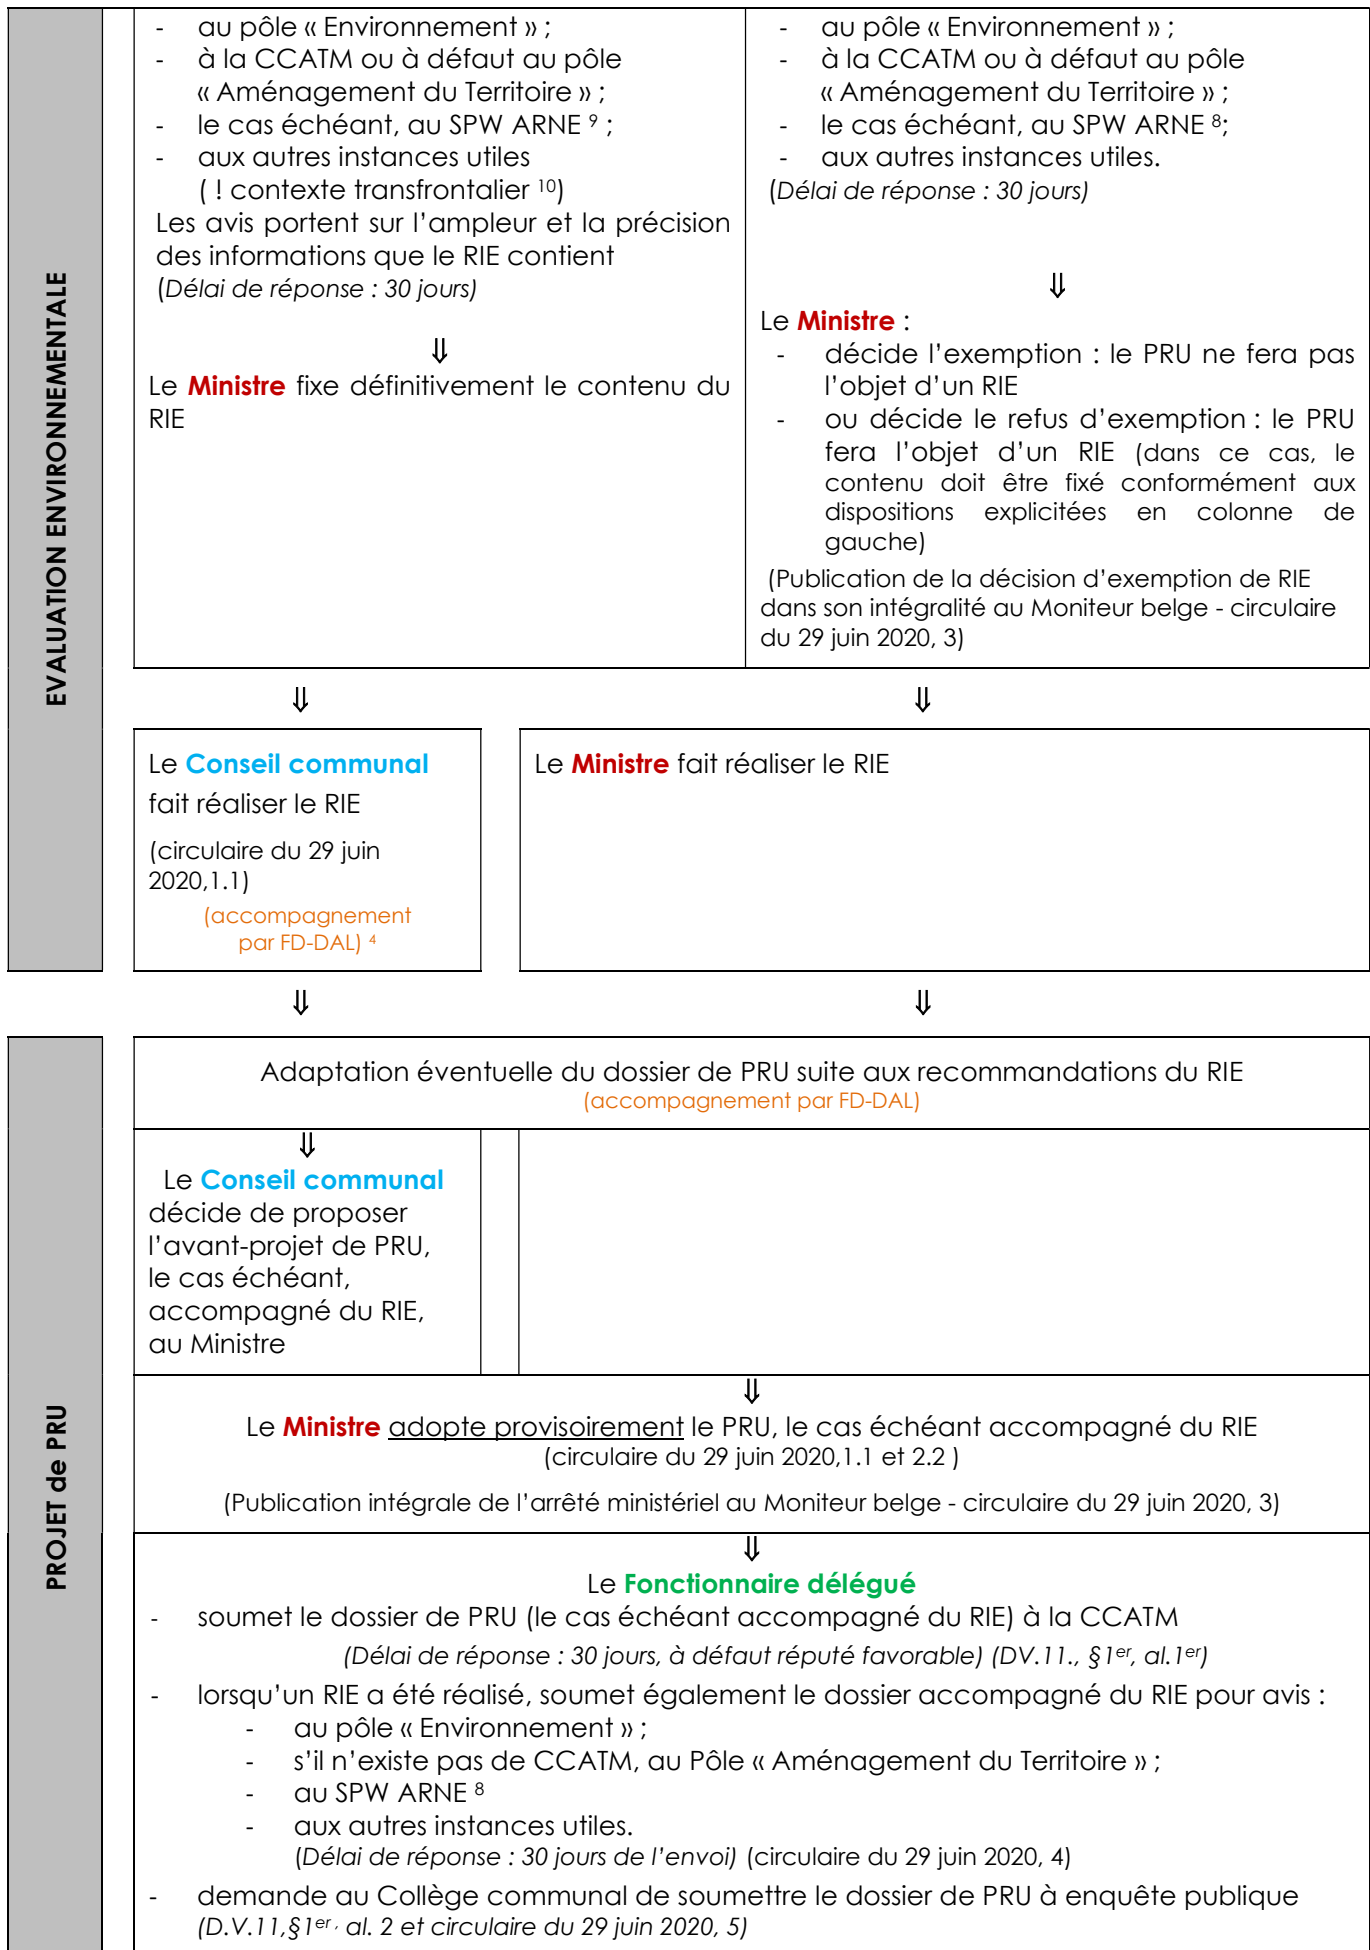 EVALUATION ENVIRONNEMENTALE
- au pôle « Environnement » ;
- à la CCATM ou à défaut au pôle
« Aménagement du Territoire » ;
- le cas échéant, au SPW ARNE ⁹ ;
- aux autres instances utiles
( ! contexte transfrontalier ¹⁰)
Les avis portent sur l’ampleur et la précision
des informations que le RIE contient
(Délai de réponse : 30 jours)
⇓
Le Ministre fixe définitivement le contenu du
RIE
- au pôle « Environnement » ;
- à la CCATM ou à défaut au pôle
« Aménagement du Territoire » ;
- le cas échéant, au SPW ARNE ⁸;
- aux autres instances utiles.
(Délai de réponse : 30 jours)
⇓
Le Ministre :
- décide l’exemption : le PRU ne fera pas
l’objet d’un RIE
- ou décide le refus d’exemption : le PRU
fera l’objet d’un RIE (dans ce cas, le
contenu doit être fixé conformément aux
dispositions explicitées en colonne de
gauche)
(Publication de la décision d’exemption de RIE
dans son intégralité au Moniteur belge - circulaire
du 29 juin 2020, 3)
⇓ ⇓
Le Conseil communal
fait réaliser le RIE
(circulaire du 29 juin
2020,1.1)
(accompagnement
par FD-DAL) ⁴
Le Ministre fait réaliser le RIE
⇓ ⇓
PROJET de PRU
Adaptation éventuelle du dossier de PRU suite aux recommandations du RIE
(accompagnement par FD-DAL)
⇓
Le Conseil communal
décide de proposer
l’avant-projet de PRU,
le cas échéant,
accompagné du RIE,
au Ministre
⇓
Le Ministre adopte provisoirement le PRU, le cas échéant accompagné du RIE
(circulaire du 29 juin 2020,1.1 et 2.2 )
(Publication intégrale de l’arrêté ministériel au Moniteur belge - circulaire du 29 juin 2020, 3)
⇓
Le Fonctionnaire délégué
- soumet le dossier de PRU (le cas échéant accompagné du RIE) à la CCATM
(Délai de réponse : 30 jours, à défaut réputé favorable) (DV.11., §1er, al.1er)
- lorsqu’un RIE a été réalisé, soumet également le dossier accompagné du RIE pour avis :
- au pôle « Environnement » ;
- s’il n’existe pas de CCATM, au Pôle « Aménagement du Territoire » ;
- au SPW ARNE ⁸
- aux autres instances utiles.
(Délai de réponse : 30 jours de l’envoi) (circulaire du 29 juin 2020, 4)
- demande au Collège communal de soumettre le dossier de PRU à enquête publique
(D.V.11,§1er , al. 2 et circulaire du 29 juin 2020, 5)